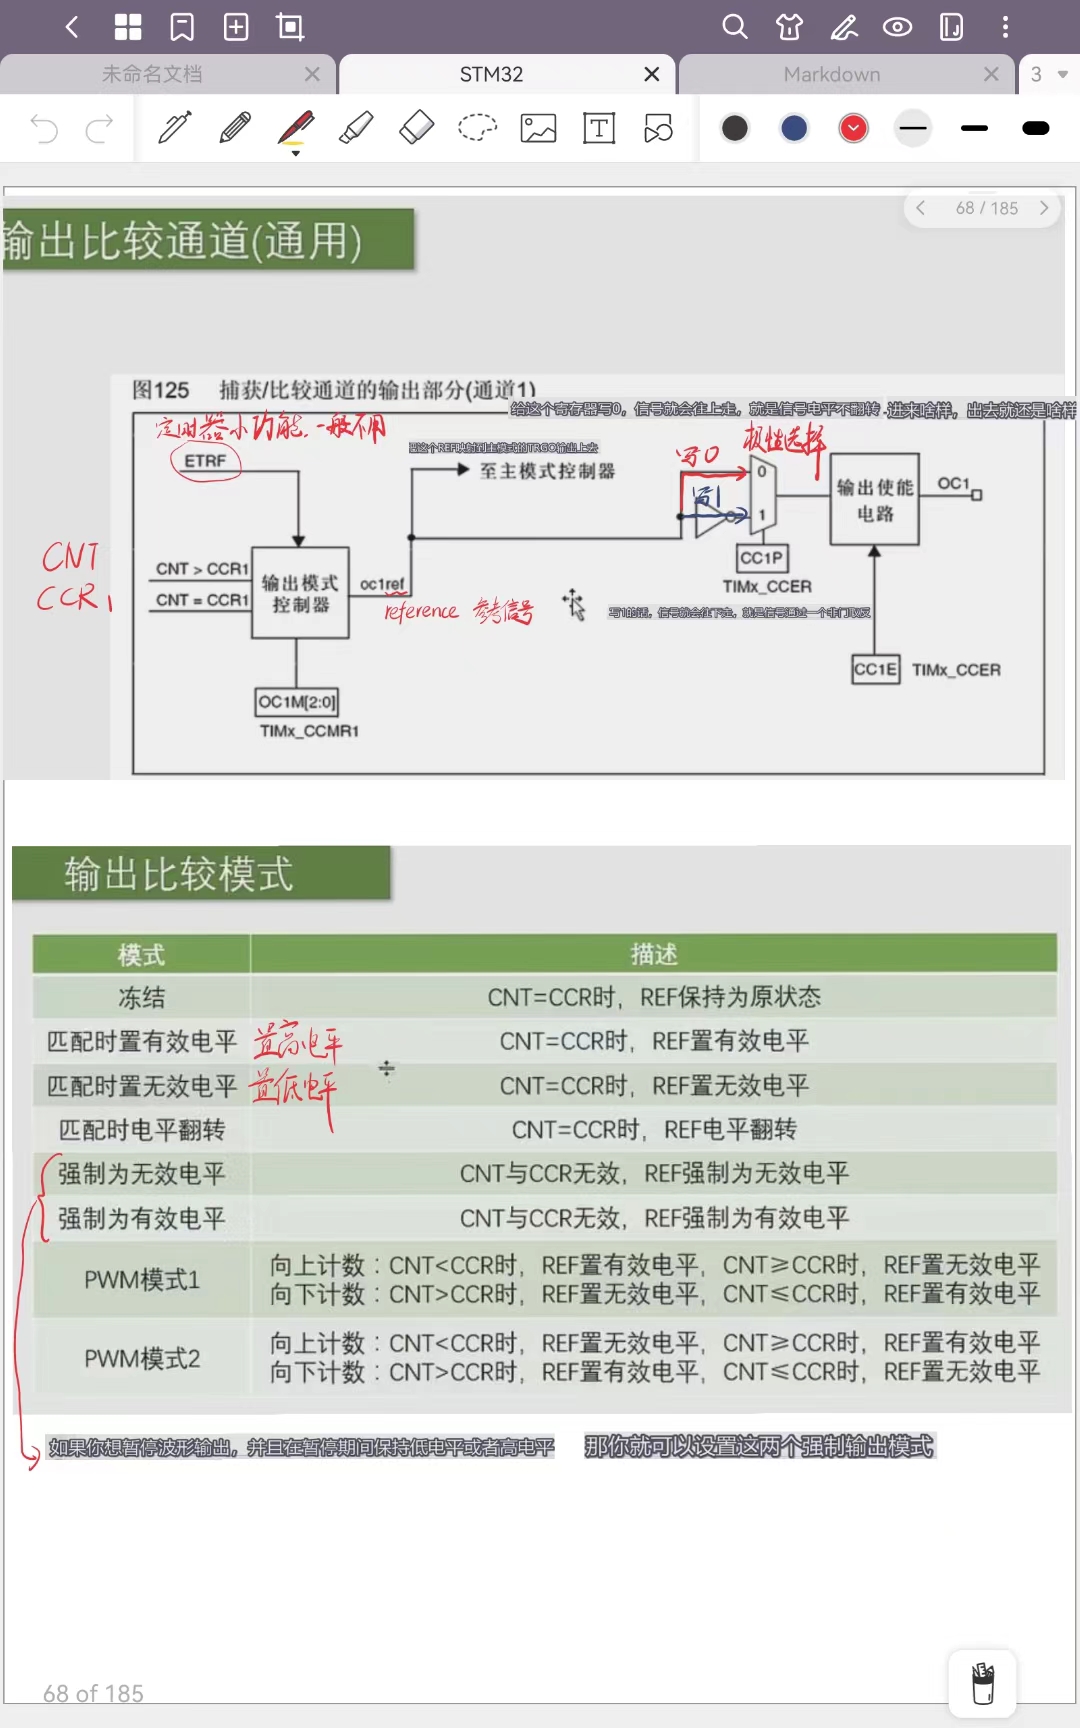 未命名文档
STM32
Markdown
3
68 / 185
输出比较通道(通用)
图125 捕获/比较通道的输出部分(通道1)
给这个寄存器写0，信号就会往上走，就是信号电平不翻转 进来啥样，出去就还是啥样
定时器小功能,一般不用
把这个REF映射到主模式的TRGO输出上去
写0
极性选择
ETRF
至主模式控制器
0
写1
1
输出使能
电路
OC1
CNT
CCR1
CNT > CCR1
CNT = CCR1
输出模式
控制器
oc1ref
reference 参考信号
CC1P
TIMx_CCER
写1的话，信号就会往下走，就是信号通过一个非门取反
CC1E
TIMx_CCER
OC1M[2:0]
TIMx_CCMR1
输出比较模式
模式 描述
冻结 CNT=CCR时，REF保持为原状态
匹配时置有效电平 置高电平 CNT=CCR时，REF置有效电平
匹配时置无效电平 置低电平 CNT=CCR时，REF置无效电平
匹配时电平翻转 CNT=CCR时，REF电平翻转
强制为无效电平 CNT与CCR无效，REF强制为无效电平
强制为有效电平 CNT与CCR无效，REF强制为有效电平
PWM模式1
向上计数：CNT<CCR时，REF置有效电平，CNT≥CCR时，REF置无效电平
向下计数：CNT>CCR时，REF置无效电平，CNT≤CCR时，REF置有效电平
PWM模式2
向上计数：CNT<CCR时，REF置无效电平，CNT≥CCR时，REF置有效电平
向下计数：CNT>CCR时，REF置有效电平，CNT≤CCR时，REF置无效电平
如果你想暂停波形输出，并且在暂停期间保持低电平或者高电平 那你就可以设置这两个强制输出模式
68 of 185